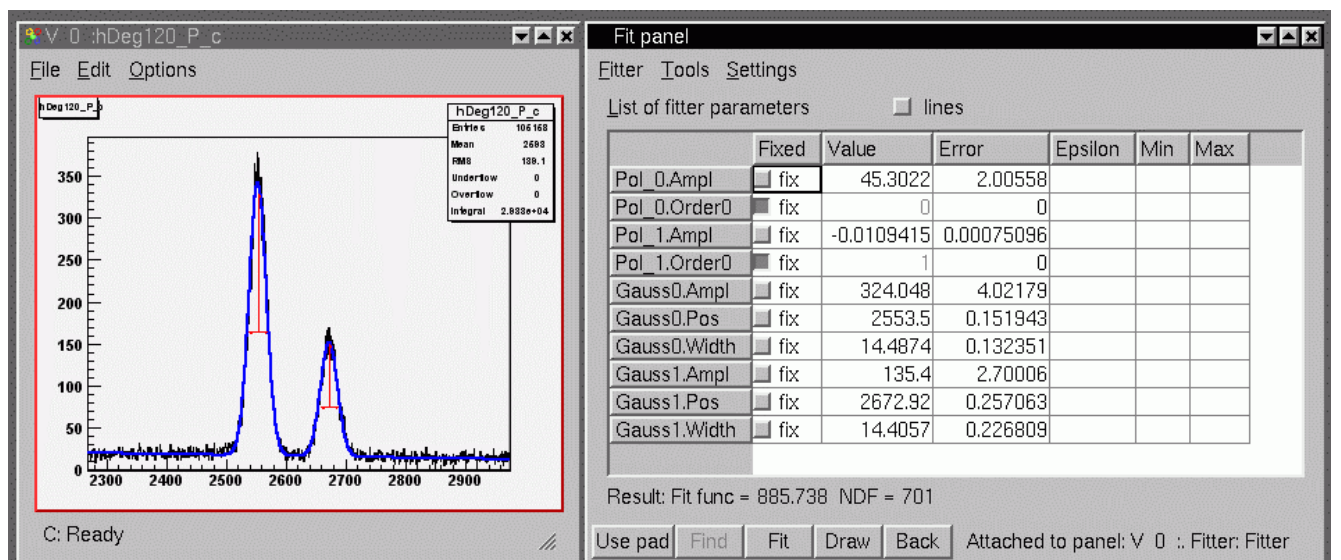 V 0 :hDeg120_P_c
File Edit Options
hDeg120_P_
hDeg120_P_c
Entries 106168
Mean 2593
RMS 139.1
Underflow 0
Overflow 0
Integral 2.988e+04
350
300
250
200
150
100
50
0
2300 2400 2500 2600 2700 2800 2900
C: Ready
Fit panel
Fitter Tools Settings
List of fitter parameters lines
Fixed Value Error Epsilon Min Max
Pol_0.Ampl fix 45.3022 2.00558
Pol_0.Order0 fix 0 0
Pol_1.Ampl fix -0.0109415 0.00075096
Pol_1.Order0 fix 1 0
Gauss0.Ampl fix 324.048 4.02179
Gauss0.Pos fix 2553.5 0.151943
Gauss0.Width fix 14.4874 0.132351
Gauss1.Ampl fix 135.4 2.70006
Gauss1.Pos fix 2672.92 0.257063
Gauss1.Width fix 14.4057 0.226809
Result: Fit func = 885.738 NDF = 701
Use pad Find Fit Draw Back Attached to panel: V 0 :. Fitter: Fitter